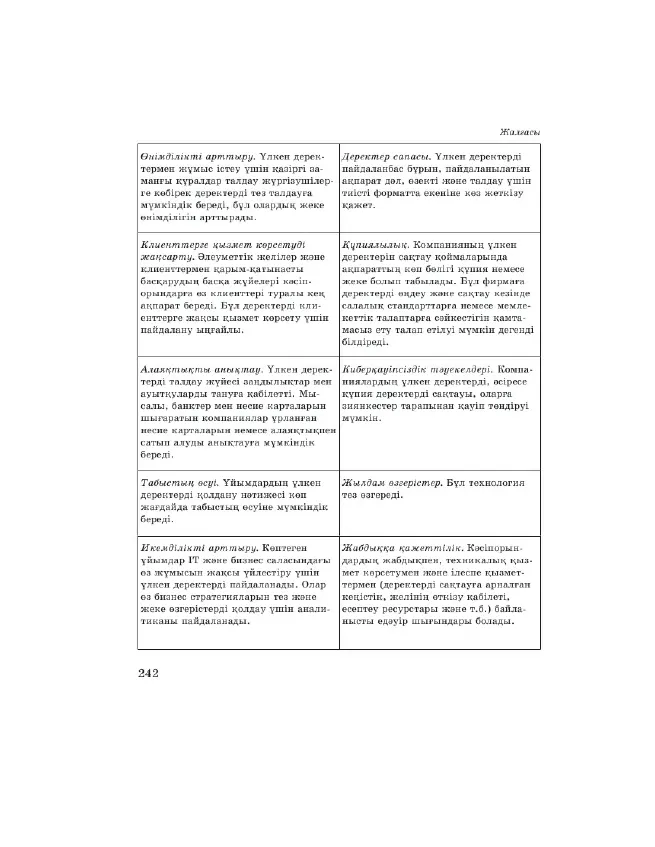 Жалғасы
Өнімділікті арттыру. Үлкен дерек-
термен жұмыс істеу үшін қазіргі за-
манғы құралдар талдау жүргізушілер-
ге көбірек деректерді тез талдауға
мүмкіндік береді, бұл олардың жеке
өнімділігін арттырады.
Деректер сапасы. Үлкен деректерді
пайдаланбас бұрын, пайдаланылатын
ақпарат дәл, өзекті және талдау үшін
тиісті форматта екеніне көз жеткізу
қажет.
Клиенттерге қызмет көрсетуді
жақсарту. Әлеуметтік желілер және
клиенттермен қарым-қатынасты
басқарудың басқа жүйелері кәсіп-
орындарға өз клиенттері туралы кең
ақпарат береді. Бұл деректерді кли-
енттерге жақсы қызмет көрсету үшін
пайдалану ыңғайлы.
Құпиялылық. Компанияның үлкен
деректерін сақтау қоймаларында
ақпараттың көп бөлігі құпия немесе
жеке болып табылады. Бұл фирмаға
деректерді өңдеу және сақтау кезінде
салалық стандарттарға немесе мемле-
кеттік талаптарға сәйкестігін қамта-
масыз ету талап етілуі мүмкін дегенді
білдіреді.
Алаяқтықты анықтау. Үлкен дерек-
терді талдау жүйесі заңдылықтар мен
ауытқуларды тануға қабілетті. Мы-
салы, банктер мен несие карталарын
шығаратын компаниялар ұрланған
несие карталарын немесе алаяқтықпен
сатып алуды анықтауға мүмкіндік
береді.
Киберқауіпсіздік тәуекелдері. Компа-
ниялардың үлкен деректерді, әсіресе
құпия деректерді сақтауы, оларға
зиянкестер тарапынан қауіп төндіруі
мүмкін.
Табыстың өсуі. Ұйымдардың үлкен
деректерді қолдану нәтижесі көп
жағдайда табыстың өсуіне мүмкіндік
береді.
Жылдам өзгерістер. Бұл технология
тез өзгереді.
Икемділікті арттыру. Көптеген
ұйымдар IT және бизнес саласындағы
өз жұмысын жақсы үйлестіру үшін
үлкен деректерді пайдаланады. Олар
өз бизнес стратегияларын тез және
жеке өзгерістерді қолдау үшін анали-
тиканы пайдаланады.
Жабдыққа қажеттілік. Кәсіпорын-
дардың жабдықпен, техникалық қыз-
мет көрсетумен және ілеспе қызмет-
термен (деректерді сақтауға арналған
кеңістік, желінің өткізу қабілеті,
есептеу ресурстары және т.б.) байла-
нысты едәуір шығындары болады.
242